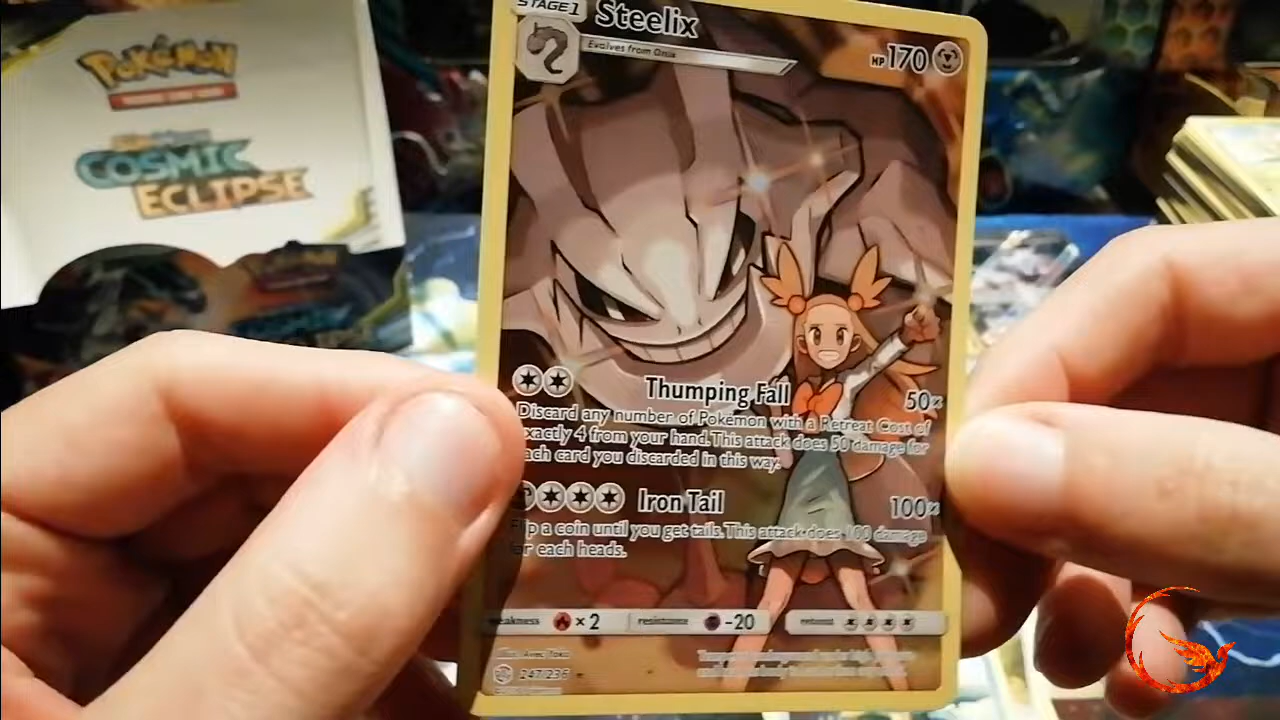 POKéMON
COSMIC
ECLIPSE
STAGE 1
Steelix
Evolves from Onix
HP 170
Thumping Fall 50×
Discard any number of Pokémon with a Retreat Cost of
exactly 4 from your hand. This attack does 50 damage for
each card you discarded in this way.
Iron Tail 100×
Flip a coin until you get tails. This attack does 100 damage
for each heads.
weakness ×2 resistance -20 retreat
247/236